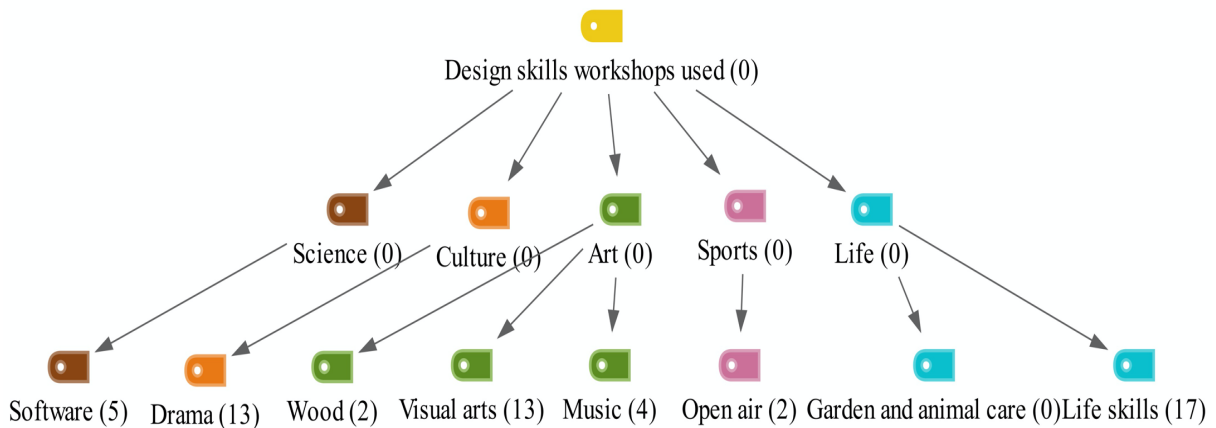 Design skills workshops used (0)
Science (0)
Culture (0)
Art (0)
Sports (0)
Life (0)
Software (5)
Drama (13)
Wood (2)
Visual arts (13)
Music (4)
Open air (2)
Garden and animal care (0)
Life skills (17)